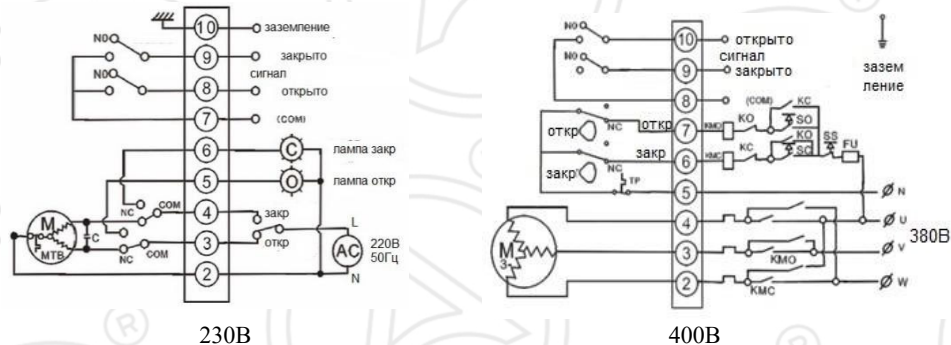 10 заземление
NO
9 закрыто
сигнал
NO
8 открыто
7 (COM)
6 C лампа закр
5 O лампа откр
NC COM 4 закр
L
M C
MTB
3 откр AC 220В
50Гц
NC COM
2 N
230В
NO 10 открыто
сигнал
NO 9 закрыто
зазем
ление
8 (COM) KC
откр NC откр 7 KMO KO SO
KO SS
закр NC закр 6 KMC KC SC FU
TP
5 N
4 U
380В
M
3
3 V
KMO
2 W
KMC
400В